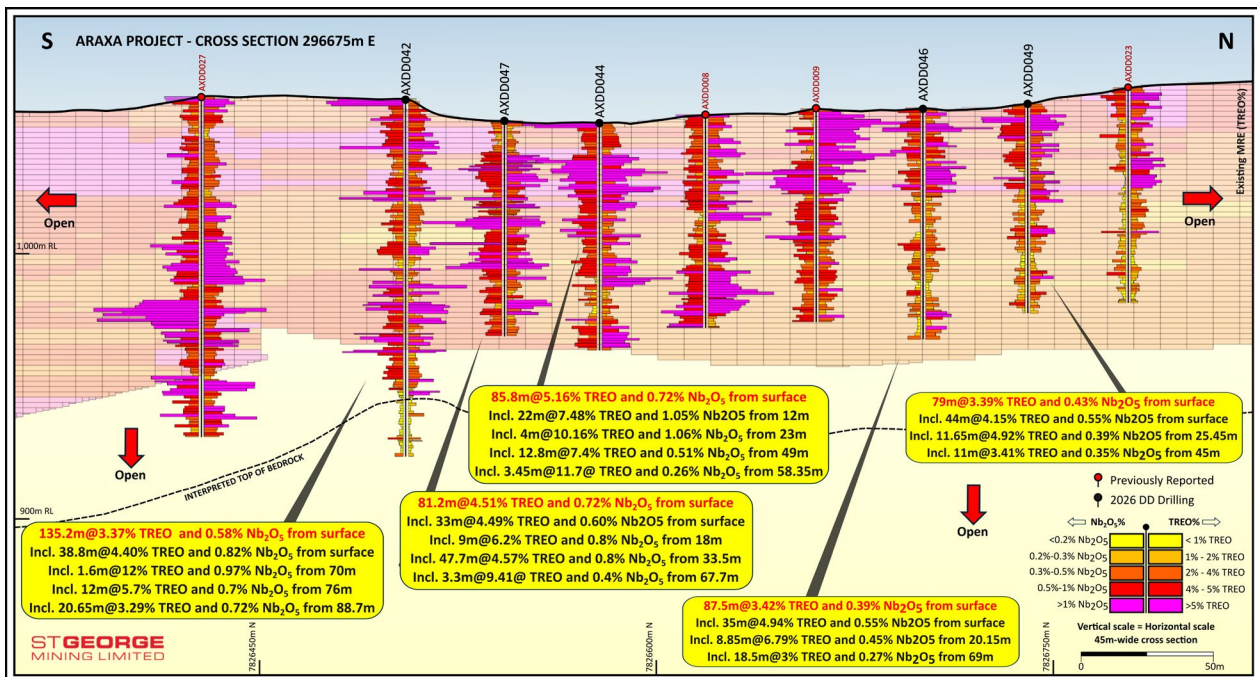 S ARAXA PROJECT - CROSS SECTION 296675m E N
AXDD027
AXDD042
AXDD047
AXDD044
AXDD008
AXDD009
AXDD046
AXDD049
AXDD023
Existing MRE (TREO%)
Open
Open
1,000m RL
Open
INTERPRETED TOP OF BEDROCK
900m RL
Open
85.8m@5.16% TREO and 0.72% Nb₂O₅ from surface
Incl. 22m@7.48% TREO and 1.05% Nb2O5 from 12m
Incl. 4m@10.16% TREO and 1.06% Nb₂O₅ from 23m
Incl. 12.8m@7.4% TREO and 0.51% Nb₂O₅ from 49m
Incl. 3.45m@11.7@ TREO and 0.26% Nb₂O₅ from 58.35m
79m@3.39% TREO and 0.43% Nb₂O₅ from surface
Incl. 44m@4.15% TREO and 0.55% Nb2O5 from surface
Incl. 11.65m@4.92% TREO and 0.39% Nb2O5 from 25.45m
Incl. 11m@3.41% TREO and 0.35% Nb₂O₅ from 45m
81.2m@4.51% TREO and 0.72% Nb₂O₅ from surface
Incl. 33m@4.49% TREO and 0.60% Nb2O5 from surface
Incl. 9m@6.2% TREO and 0.8% Nb₂O₅ from 18m
Incl. 47.7m@4.57% TREO and 0.8% Nb₂O₅ from 33.5m
Incl. 3.3m@9.41@ TREO and 0.4% Nb₂O₅ from 67.7m
135.2m@3.37% TREO and 0.58% Nb₂O₅ from surface
Incl. 38.8m@4.40% TREO and 0.82% Nb₂O₅ from surface
Incl. 1.6m@12% TREO and 0.97% Nb₂O₅ from 70m
Incl. 12m@5.7% TREO and 0.7% Nb₂O₅ from 76m
Incl. 20.65m@3.29% TREO and 0.72% Nb₂O₅ from 88.7m
87.5m@3.42% TREO and 0.39% Nb₂O₅ from surface
Incl. 35m@4.94% TREO and 0.55% Nb2O5 from surface
Incl. 8.85m@6.79% TREO and 0.45% Nb2O5 from 20.15m
Incl. 18.5m@3% TREO and 0.27% Nb₂O₅ from 69m
Previously Reported
2026 DD Drilling
Nb₂O₅% TREO%
<0.2% Nb₂O₅ < 1% TREO
0.2%-0.3% Nb₂O₅ 1% - 2% TREO
0.3%-0.5% Nb₂O₅ 2% - 4% TREO
0.5%-1% Nb₂O₅ 4% - 5% TREO
>1% Nb₂O₅ >5% TREO
Vertical scale = Horizontal scale
45m-wide cross section
0 50m
STGEORGE
MINING LIMITED
7826450 m N
7826600 m N
7826750 m N